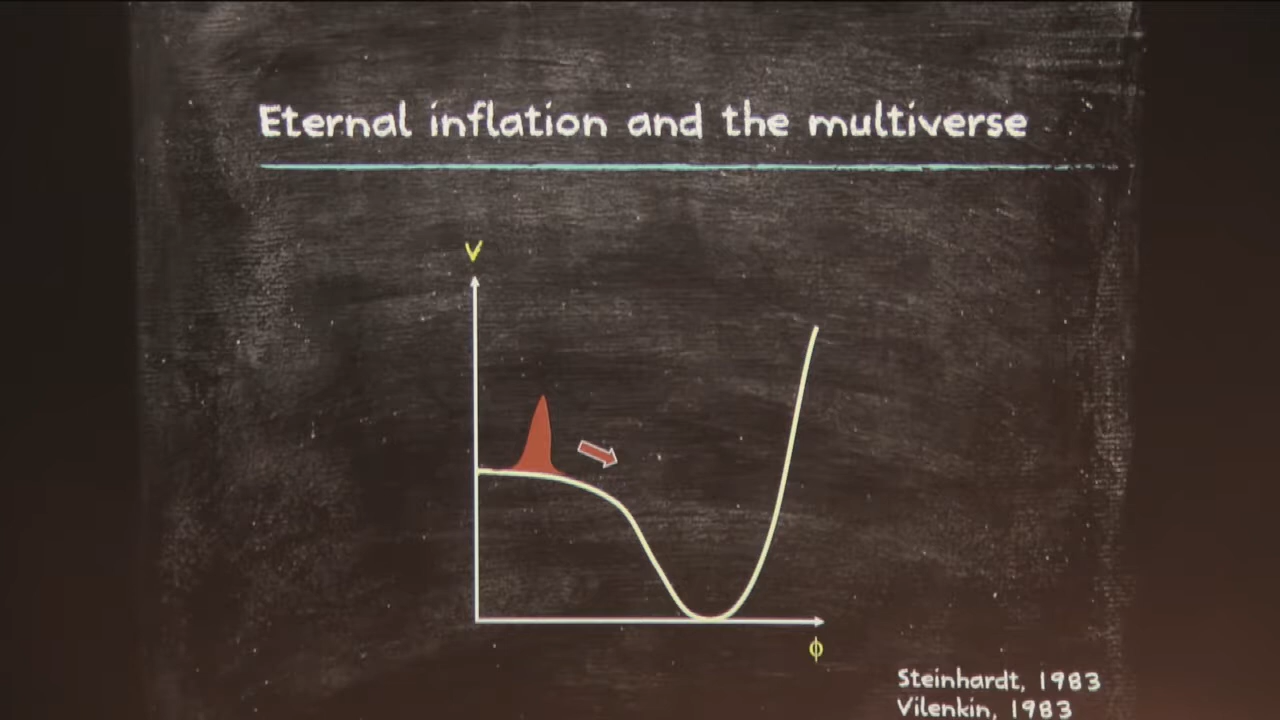 Eternal inflation and the multiverse
V
ϕ
Steinhardt, 1983
Vilenkin, 1983